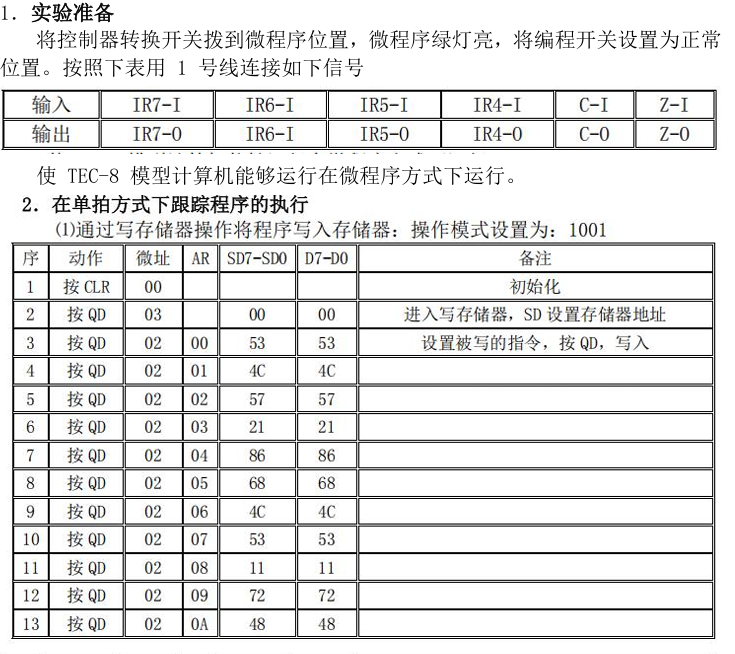 1. 实验准备
将控制器转换开关拨到微程序位置，微程序绿灯亮，将编程开关设置为正常
位置。按照下表用 1 号线连接如下信号
输入 IR7-I IR6-I IR5-I IR4-I C-I Z-I
输出 IR7-O IR6-I IR5-O IR4-O C-O Z-O
使 TEC-8 模型计算机能够运行在微程序方式下运行。
2. 在单拍方式下跟踪程序的执行
⑴通过写存储器操作将程序写入存储器：操作模式设置为：1001
序 动作 微址 AR SD7-SD0 D7-D0 备注
1 按 CLR 00 初始化
2 按 QD 03 00 00 进入写存储器，SD 设置存储器地址
3 按 QD 02 00 53 53 设置被写的指令，按 QD，写入
4 按 QD 02 01 4C 4C
5 按 QD 02 02 57 57
6 按 QD 02 03 21 21
7 按 QD 02 04 86 86
8 按 QD 02 05 68 68
9 按 QD 02 06 4C 4C
10 按 QD 02 07 53 53
11 按 QD 02 08 11 11
12 按 QD 02 09 72 72
13 按 QD 02 0A 48 48